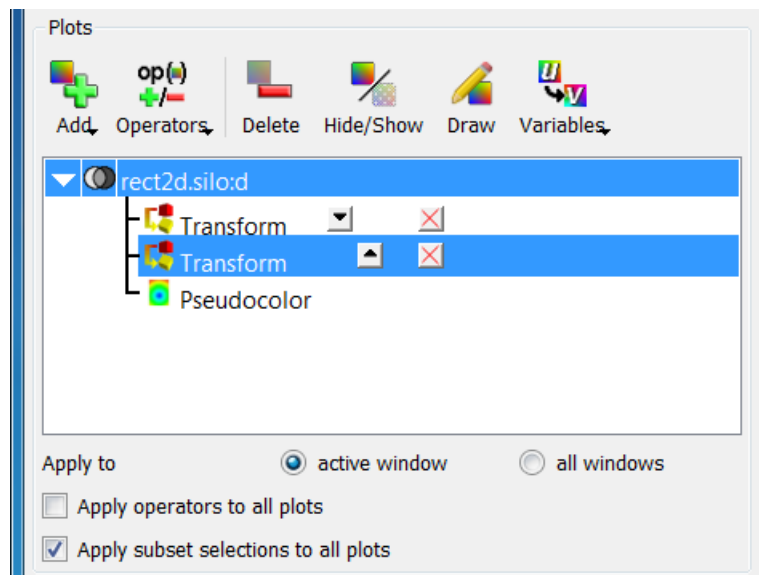 Plots
op( ) +/-
Add Operators Delete Hide/Show Draw Variables
rect2d.silo:d
Transform
Transform
Pseudocolor
Apply to active window all windows
Apply operators to all plots
Apply subset selections to all plots